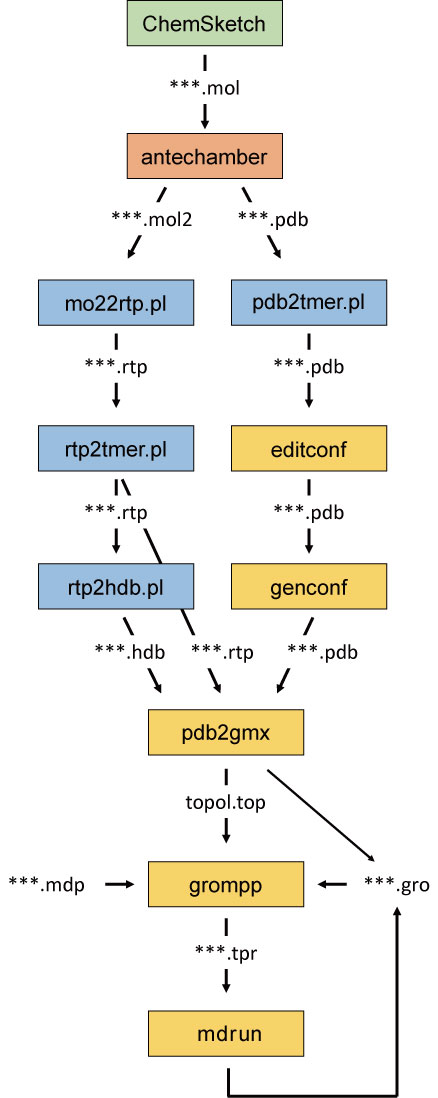 ChemSketch
***.mol
antechamber
***.mol2
***.pdb
mo22rtp.pl
pdb2tmer.pl
***.rtp
***.pdb
rtp2tmer.pl
editconf
***.rtp
***.pdb
rtp2hdb.pl
genconf
***.hdb
***.rtp
***.pdb
pdb2gmx
topol.top
***.mdp
grompp
***.gro
***.tpr
mdrun